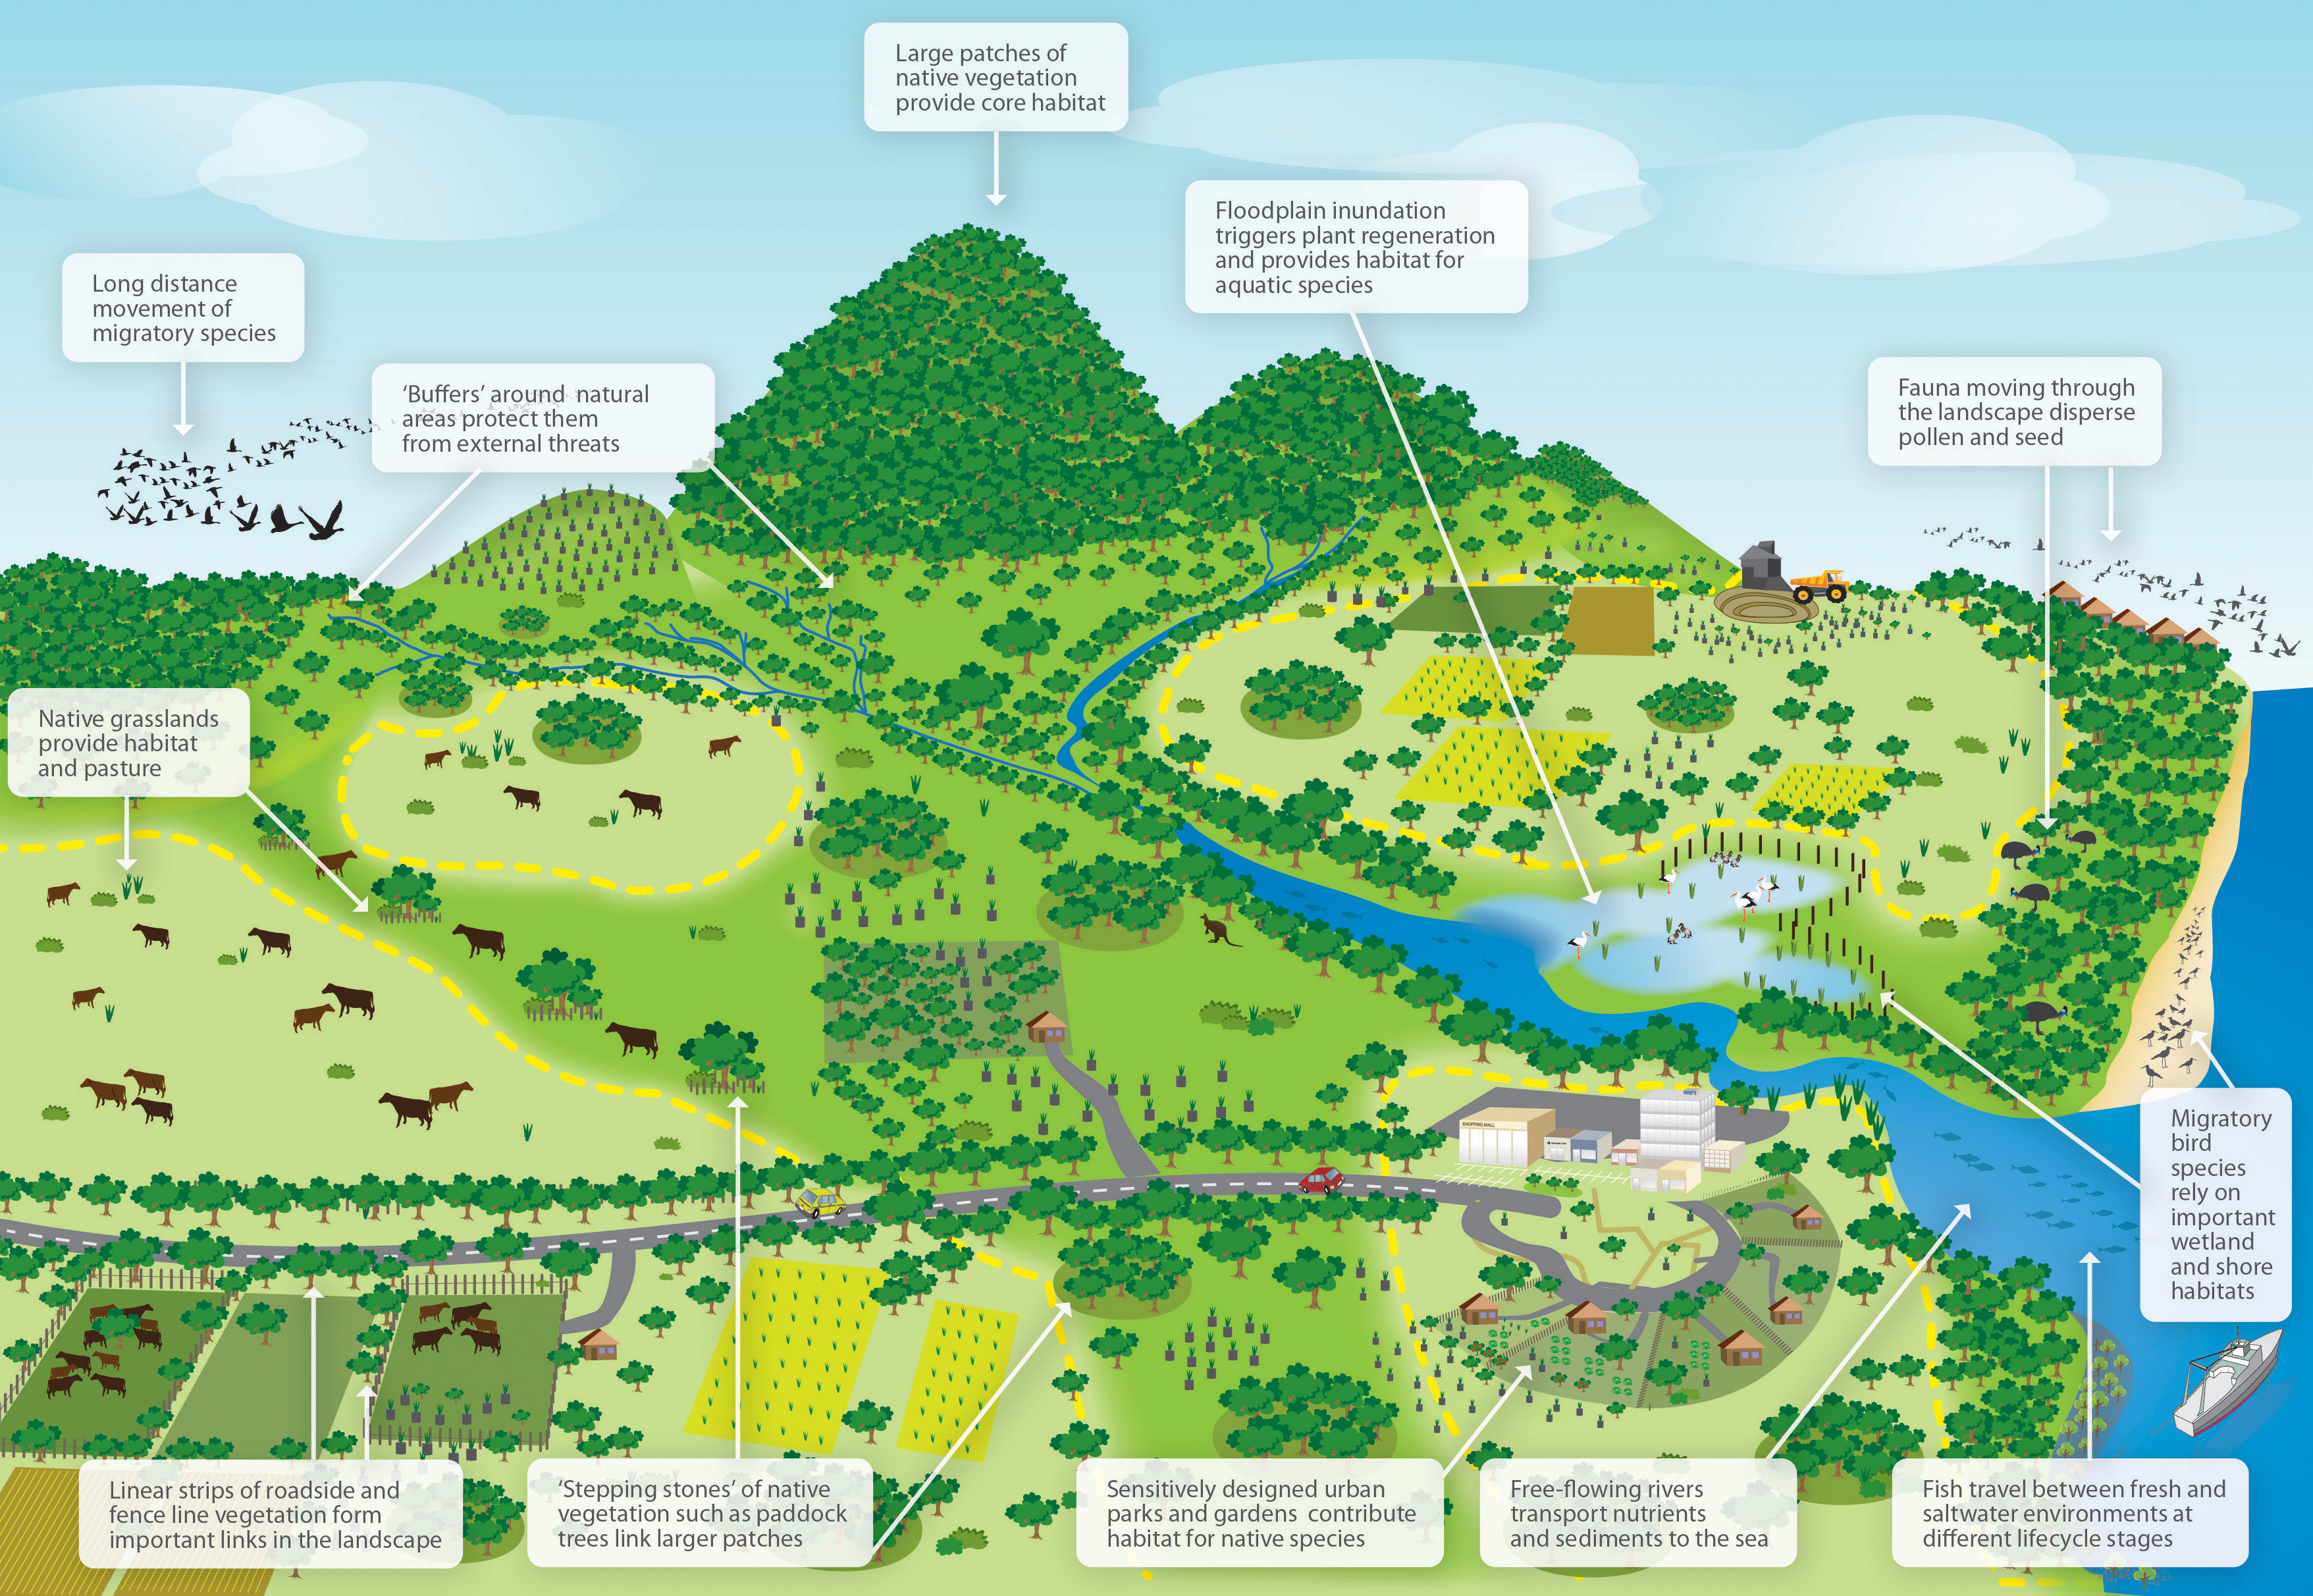 Large patches of
native vegetation
provide core habitat
Floodplain inundation
triggers plant regeneration
and provides habitat for
aquatic species
Long distance
movement of
migratory species
‘Buffers’ around natural
areas protect them
from external threats
Fauna moving through
the landscape disperse
pollen and seed
Native grasslands
provide habitat
and pasture
SHOPPING MALL
Migratory
bird
species
rely on
important
wetland
and shore
habitats
Linear strips of roadside and
fence line vegetation form
important links in the landscape
‘Stepping stones’ of native
vegetation such as paddock
trees link larger patches
Sensitively designed urban
parks and gardens contribute
habitat for native species
Free-flowing rivers
transport nutrients
and sediments to the sea
Fish travel between fresh and
saltwater environments at
different lifecycle stages